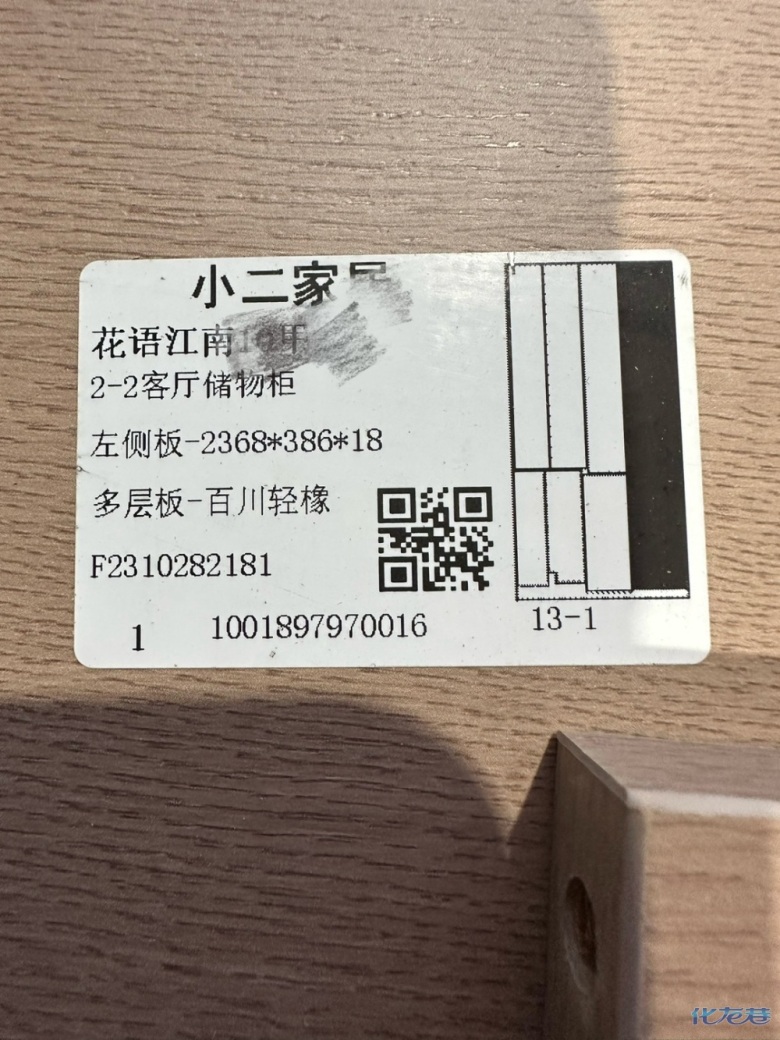 小二家居
花语江南
2-2客厅储物柜
左侧板-2368*386*18
多层板-百川轻橡
F2310282181
1 1001897970016
13-1
化龙巷